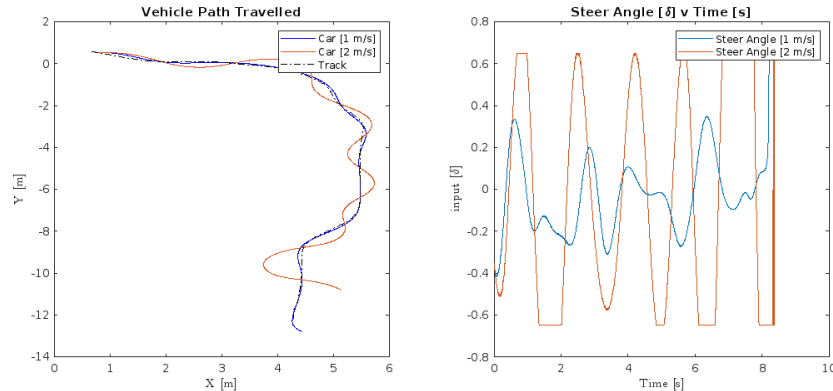 Vehicle Path Travelled
Car [1 m/s]
Car [2 m/s]
Track
2
0
-2
-4
-6
-8
-10
-12
-14
Y [m]
0
1
2
3
4
5
6
X [m]
Steer Angle [δ] v Time [s]
Steer Angle [1 m/s]
Steer Angle [2 m/s]
0.8
0.6
0.4
0.2
0
-0.2
-0.4
-0.6
-0.8
input [δ]
0
2
4
6
8
10
Time [s]